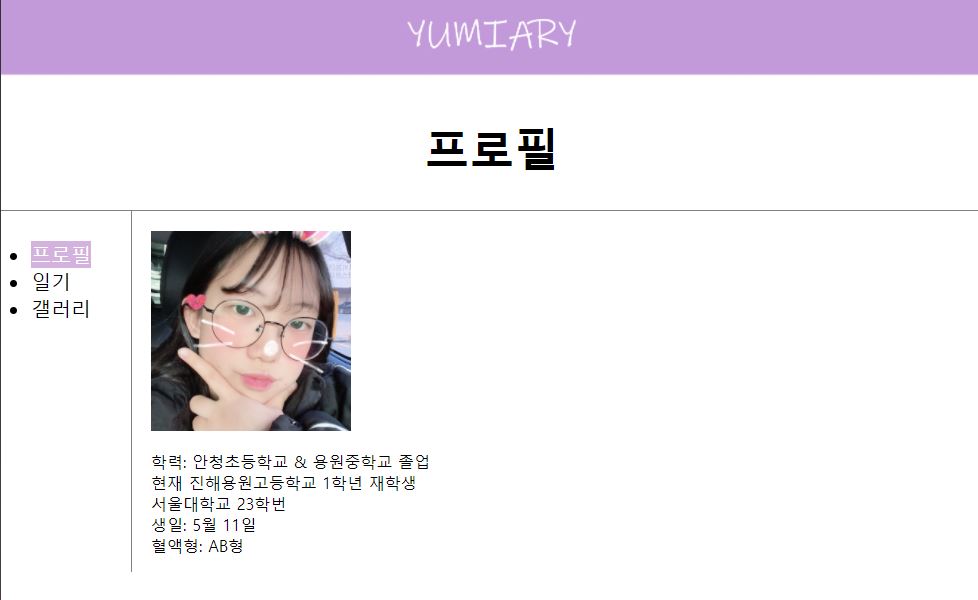 YUMIARY
프로필
프로필
일기
갤러리
학력: 안청초등학교 & 용원중학교 졸업
현재 진해용원고등학교 1학년 재학생
서울대학교 23학번
생일: 5월 11일
혈액형: AB형